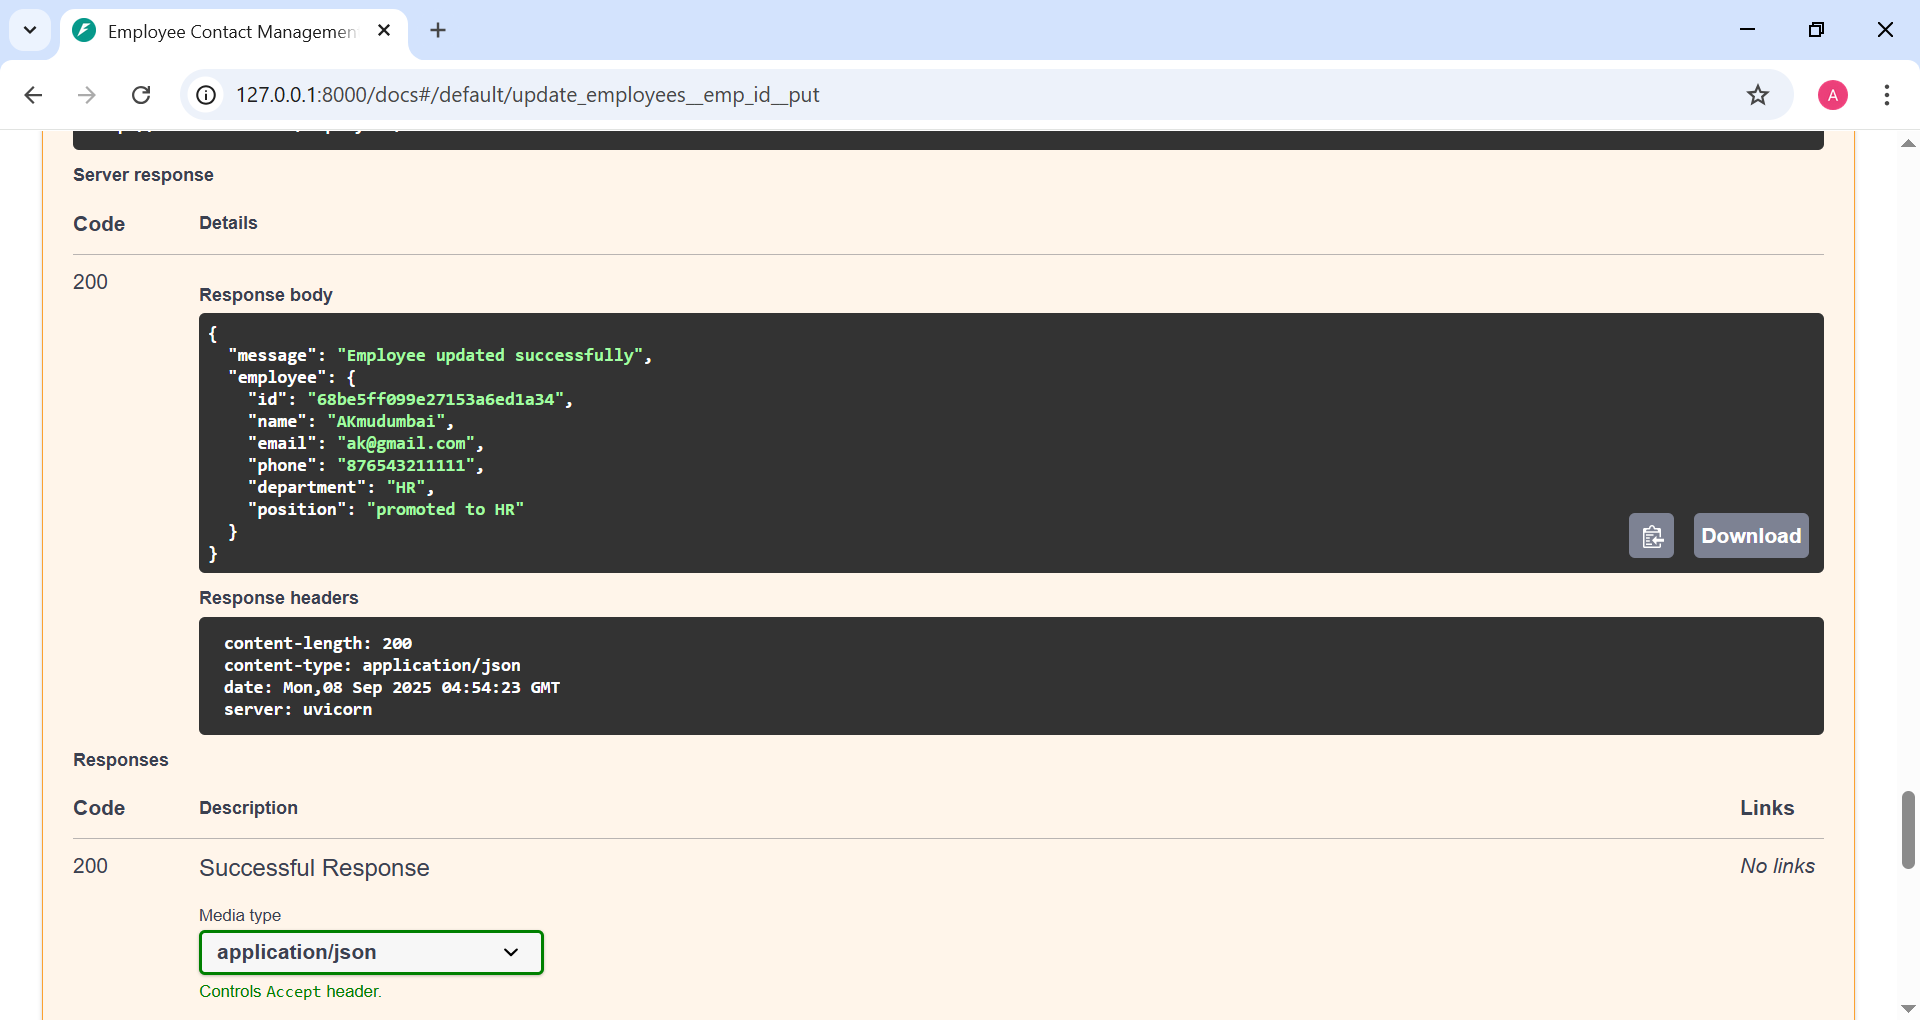 Employee Contact Managemen
127.0.0.1:8000/docs#/default/update_employees__emp_id__put
A
Server response
Code Details
200
Response body
{
"message": "Employee updated successfully",
"employee": {
"id": "68be5ff099e27153a6ed1a34",
"name": "AKmudumbai",
"email": "ak@gmail.com",
"phone": "876543211111",
"department": "HR",
"position": "promoted to HR"
}
}
Download
Response headers
content-length: 200
content-type: application/json
date: Mon,08 Sep 2025 04:54:23 GMT
server: uvicorn
Responses
Code Description Links
200 Successful Response No links
Media type
application/json
Controls Accept header.